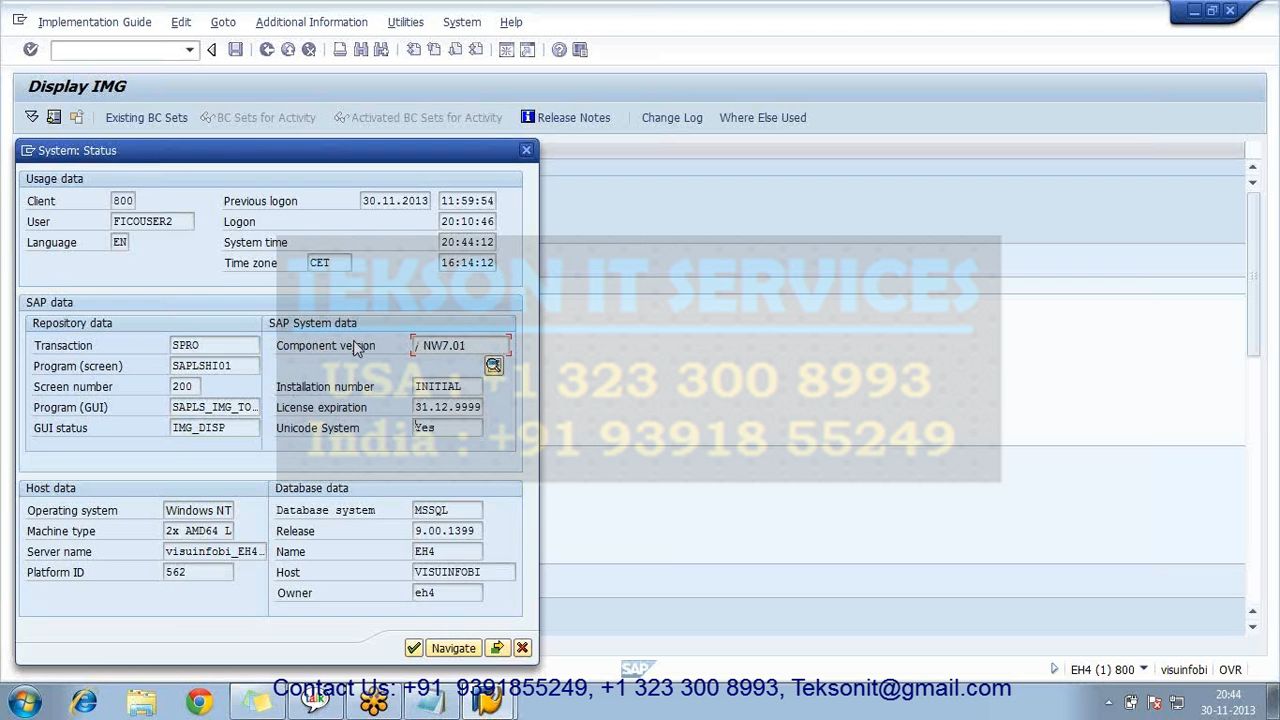 Implementation Guide Edit Goto Additional Information Utilities System Help
Display IMG
Existing BC Sets BC Sets for Activity Activated BC Sets for Activity Release Notes Change Log Where Else Used
System: Status
Usage data
Client 800 Previous logon 30.11.2013 11:59:54
User FICOUSER2 Logon 20:10:46
Language EN System time 20:44:12
Time zone CET 16:14:12
SAP data
Repository data SAP System data
Transaction SPRO Component version / NW7.01
Program (screen) SAPLSHI01
Screen number 200 Installation number INITIAL
Program (GUI) SAPLS_IMG_TO… License expiration 31.12.9999
GUI status IMG_DISP Unicode System Yes
TEKSON IT SERVICES
USA : +1 323 300 8993
India : +91 93918 55249
Host data Database data
Operating system Windows NT Database system MSSQL
Machine type 2x AMD64 L Release 9.00.1399
Server name visuinfobi_EH4… Name EH4
Platform ID 562 Host VISUINFOBI
Owner eh4
Navigate
SAP EH4 (1) 800 visuinfobi OVR
Contact Us: +91 9391855249, +1 323 300 8993, Teksonit@gmail.com
talk
20:44
30-11-2013